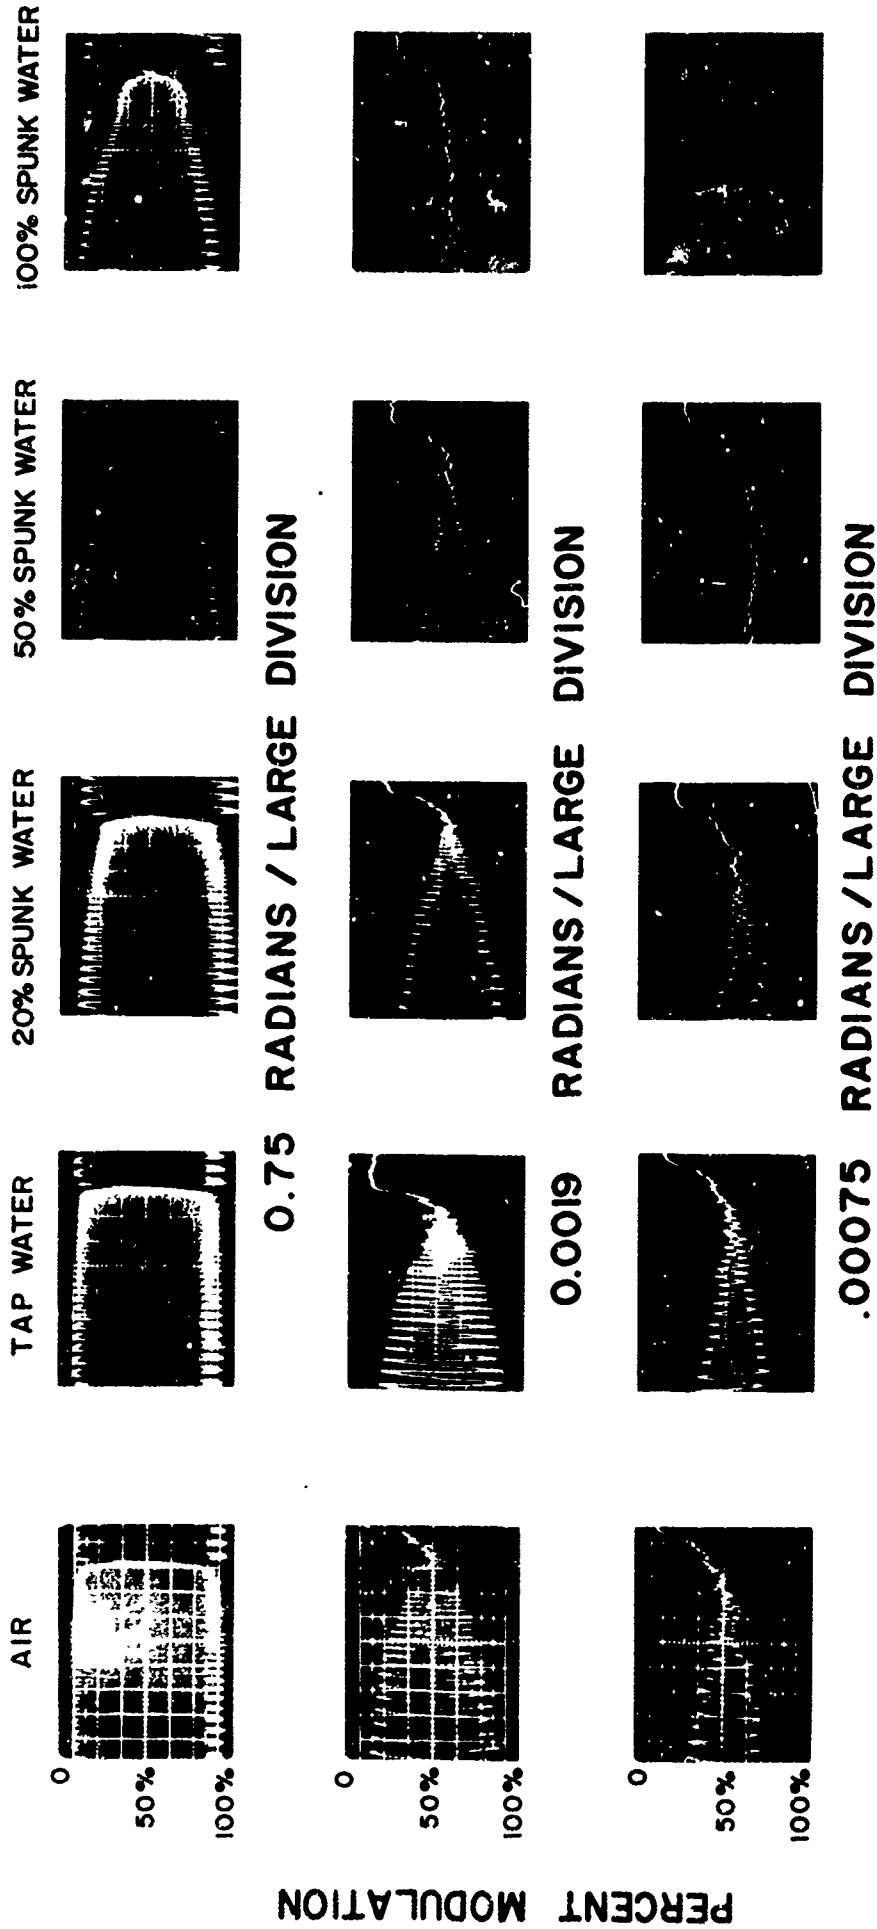 AIR
TAP WATER
20% SPUNK WATER
50% SPUNK WATER
100% SPUNK WATER
0
50%
100%
0.75 RADIANS / LARGE DIVISION
0
50%
100%
0.0019 RADIANS / LARGE DIVISION
0
50%
100%
.00075 RADIANS / LARGE DIVISION
PERCENT MODULATION